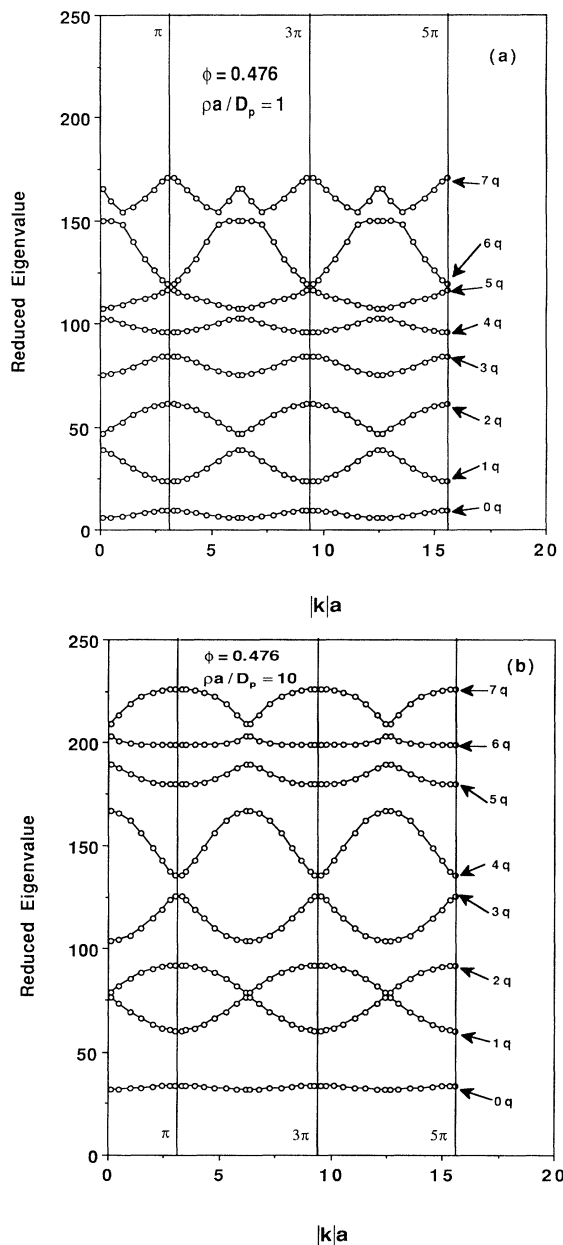 250
200
150
100
50
0
Reduced Eigenvalue
π
3π
5π
(a)
ϕ = 0.476
ρa / Dₚ = 1
7 q
6 q
5 q
4 q
3 q
2 q
1 q
0 q
0
5
10
15
20
|k|a
250
200
150
100
50
0
Reduced Eigenvalue
ϕ = 0.476
ρa / Dₚ = 10
(b)
7 q
6 q
5 q
4 q
3 q
2 q
1 q
0 q
π
3π
5π
0
5
10
15
20
|k|a